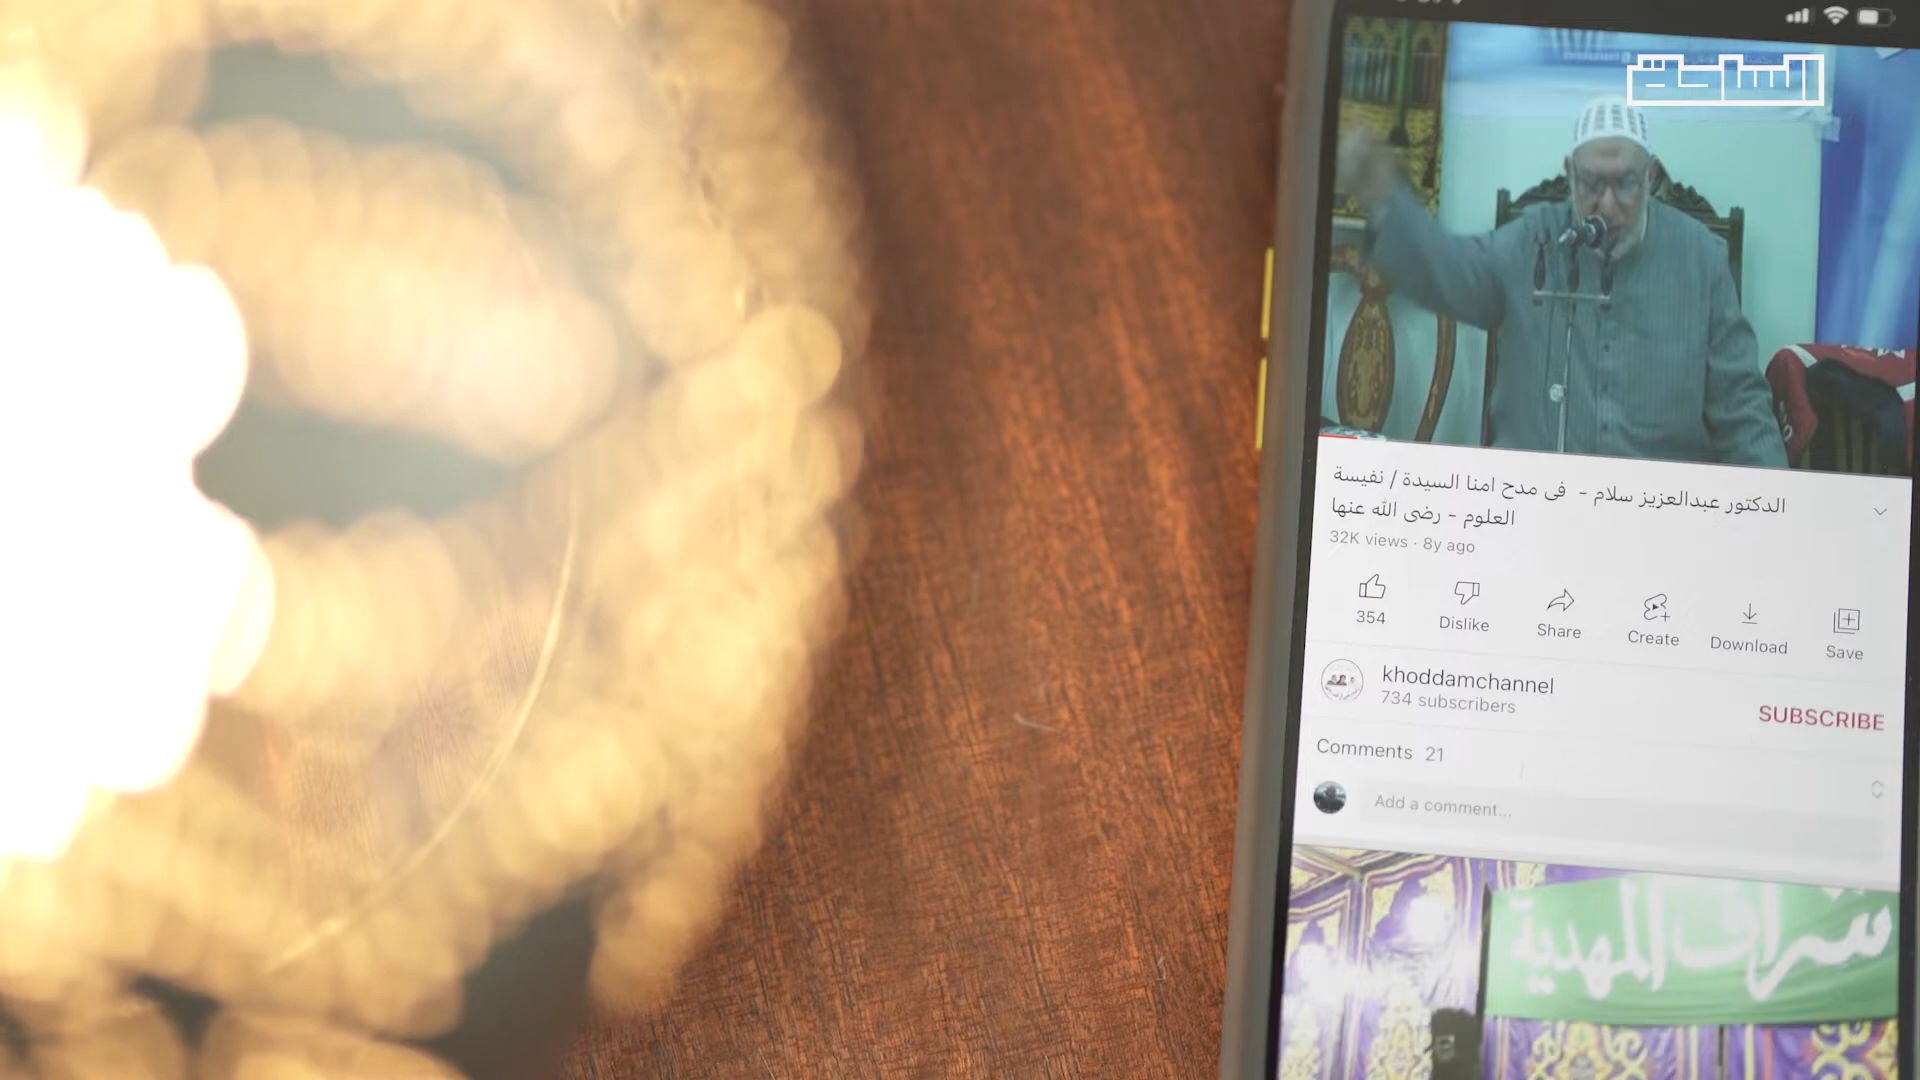 الدكتور عبدالعزيز سلام - فى مدح امنا السيدة / نفيسة
العلوم - رضى الله عنها
32K views · 8y ago
354
Dislike
Share
Create
Download
Save
khoddamchannel
734 subscribers
SUBSCRIBE
Comments 21
Add a comment...
المهدية